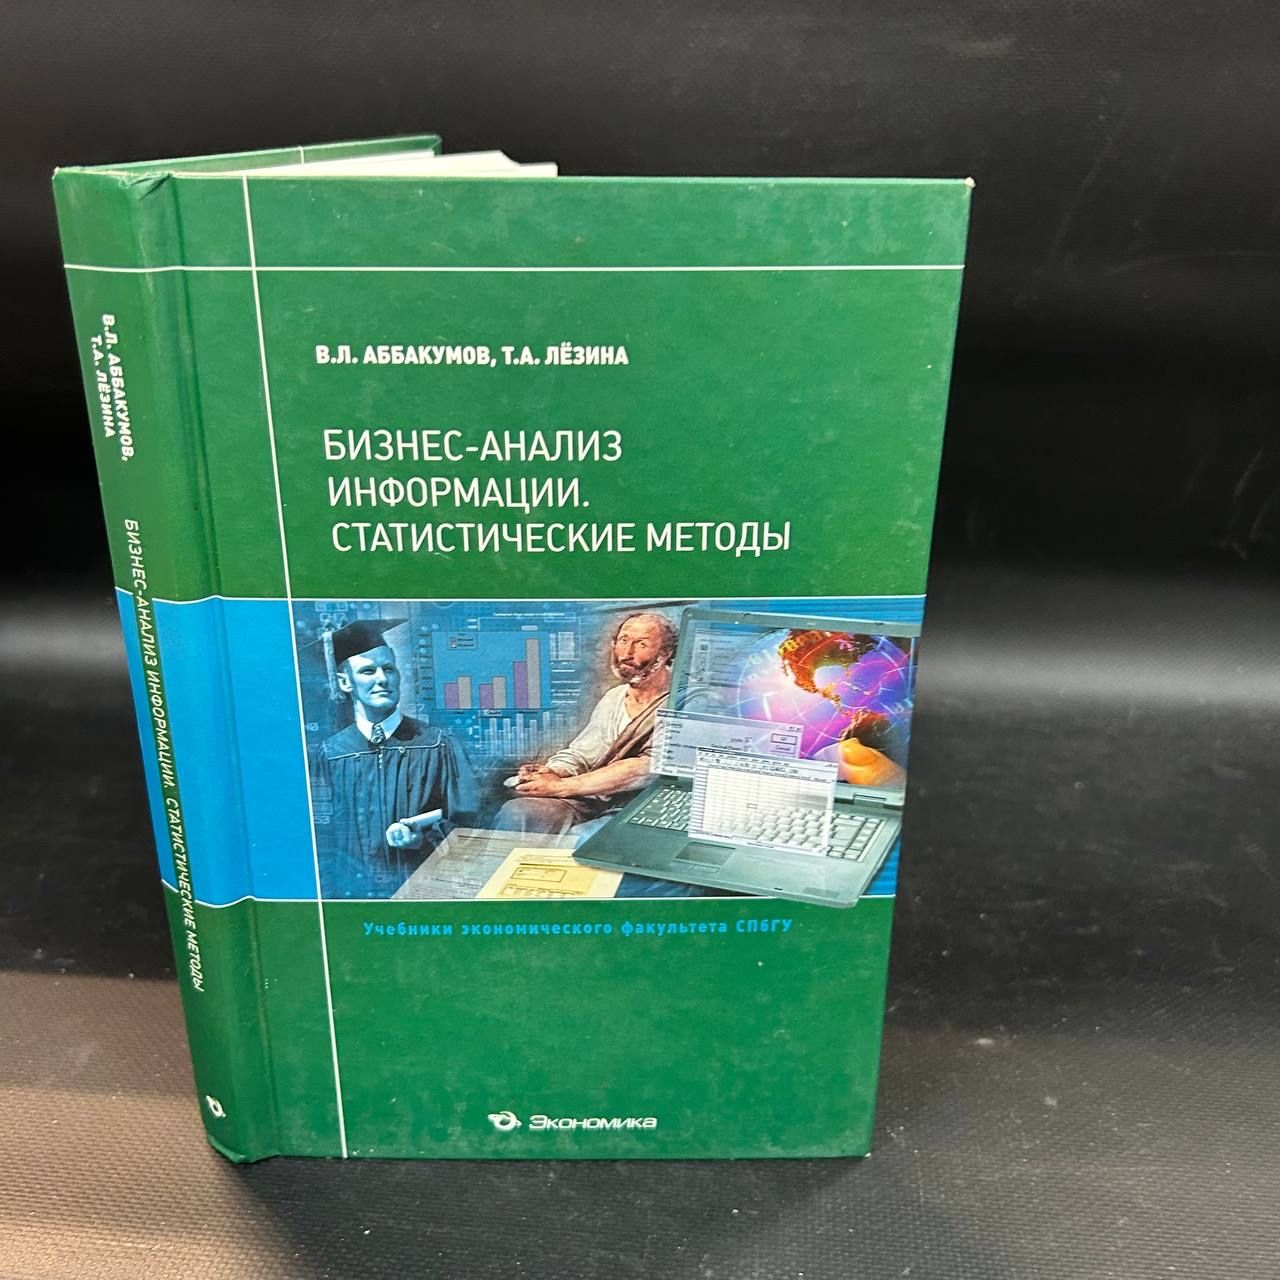 В.Л. АББАКУМОВ,
Т.А. ЛЁЗИНА
БИЗНЕС-АНАЛИЗ ИНФОРМАЦИИ. СТАТИСТИЧЕСКИЕ МЕТОДЫ
В.Л. АББАКУМОВ, Т.А. ЛЁЗИНА
БИЗНЕС-АНАЛИЗ
ИНФОРМАЦИИ.
СТАТИСТИЧЕСКИЕ МЕТОДЫ
Учебники экономического факультета СПбГУ
Экономика